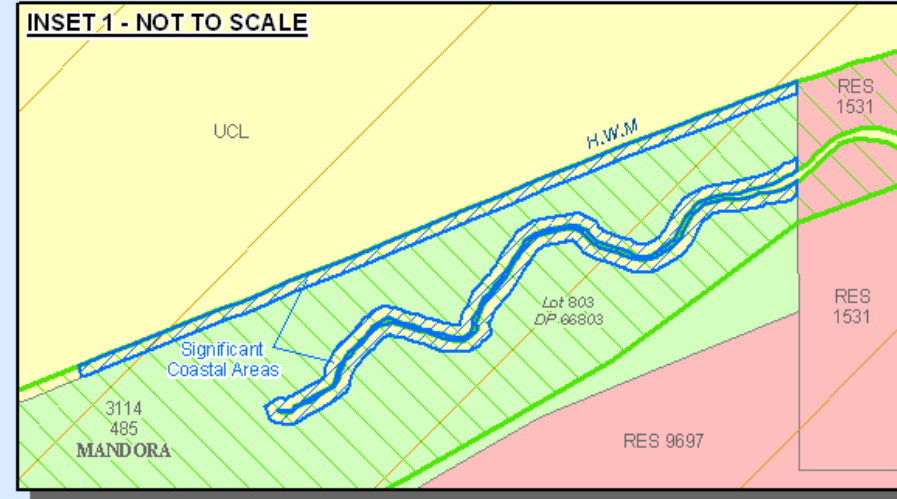 INSET 1 - NOT TO SCALE
RES
1531
UCL
H.W.M
Lot 803
DP 66803
RES
1531
Significant
Coastal Areas
3114
485
MANDORA
RES 9697